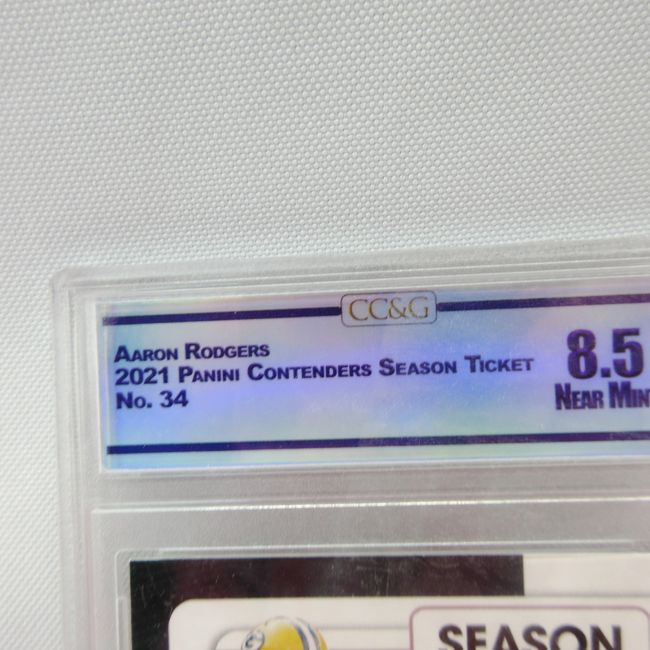 CC&G
AARON RODGERS
2021 PANINI CONTENDERS SEASON TICKET
No. 34
8.5
NEAR MIN
SEASON
G